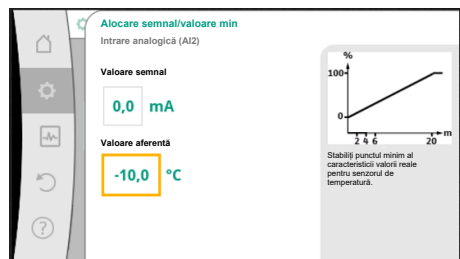 Alocare semnal/valoare min
Intrare analogică (AI2)
Valoare semnal
0,0 mA
Valoare aferentă
-10,0 °C
%
100
0
2 4 6 20
m
Stabiliți punctul minim al
caracteristicii valorii reale
pentru senzorul de
temperatură.
?